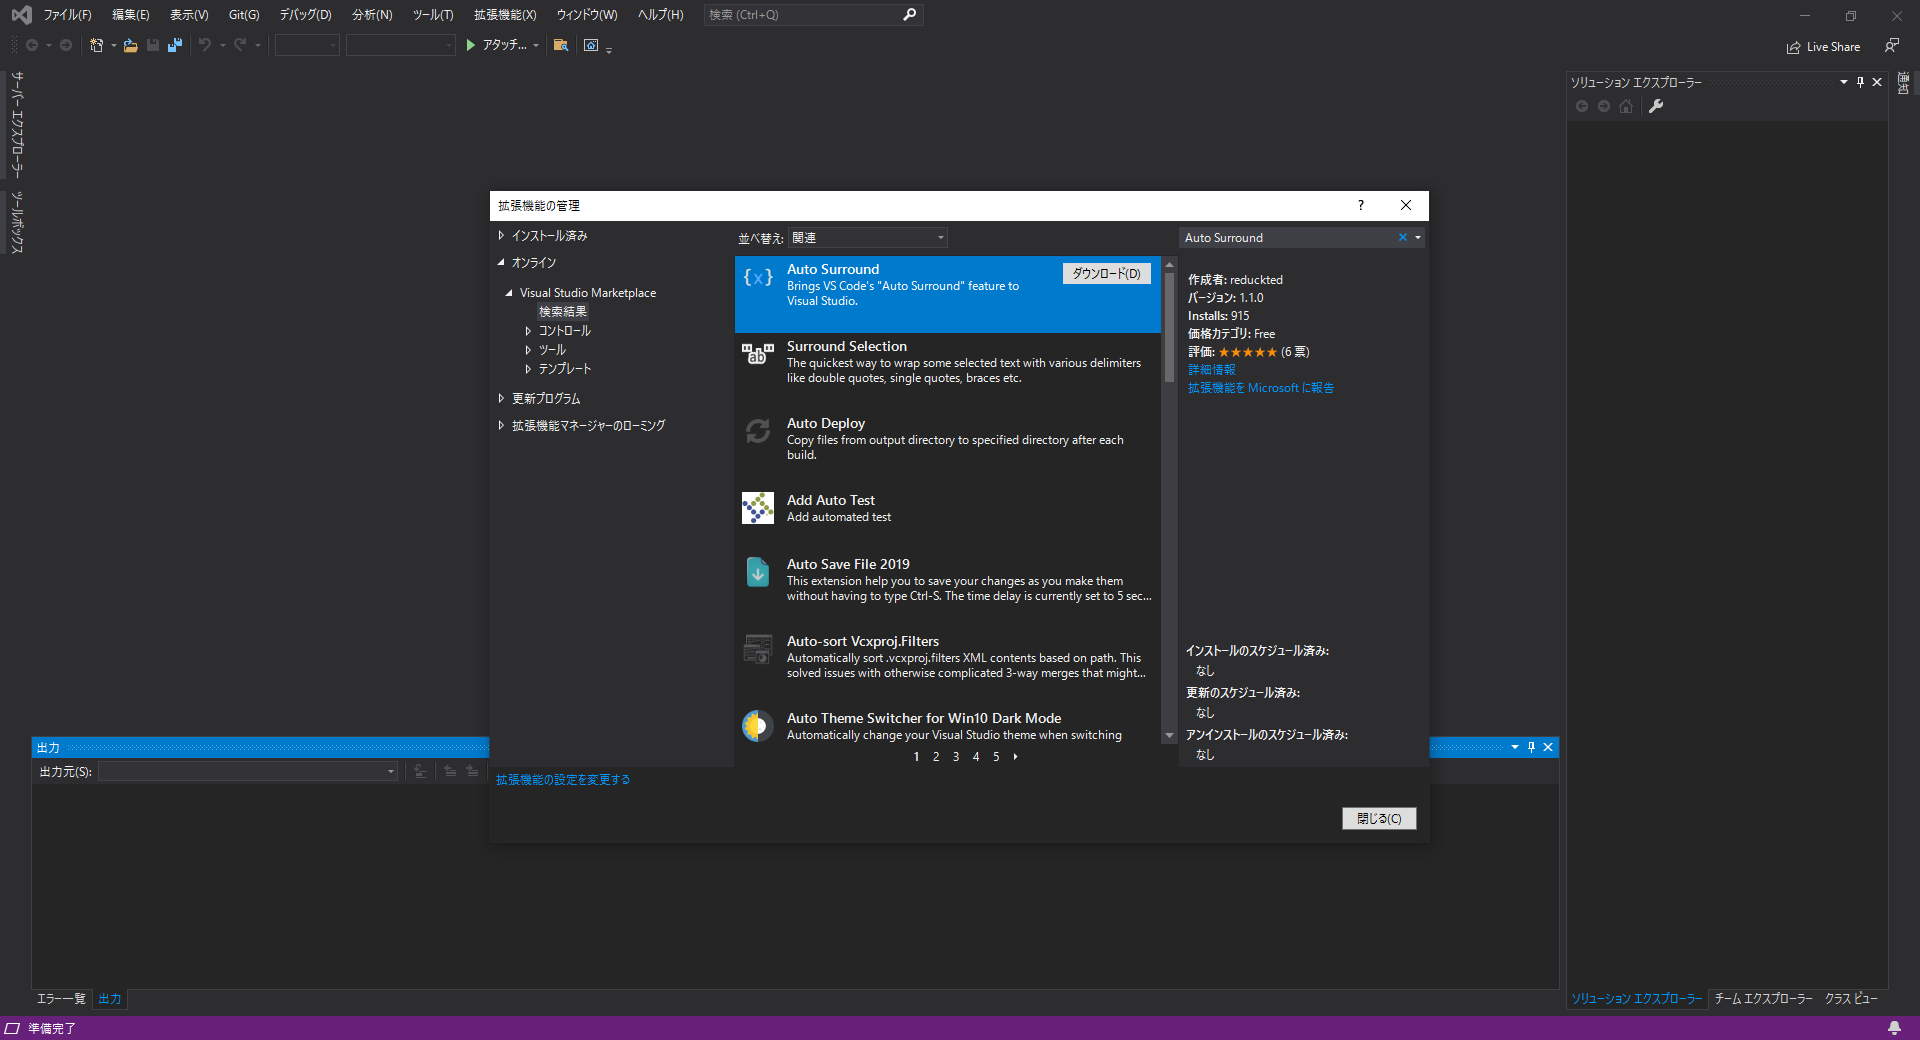 ファイル(F) 編集(E) 表示(V) Git(G) デバッグ(D) 分析(N) ツール(T) 拡張機能(X) ウィンドウ(W) ヘルプ(H) 検索 (Ctrl+Q)
アタッチ...
Live Share
サーバー エクスプローラー
ツールボックス
ソリューション エクスプローラー
通知
拡張機能の管理
?
インストール済み
オンライン
Visual Studio Marketplace
検索結果
コントロール
ツール
テンプレート
更新プログラム
拡張機能マネージャーのローミング
並べ替え: 関連
Auto Surround
Auto Surround
ダウンロード(D)
Brings VS Code's "Auto Surround" feature to
Visual Studio.
Surround Selection
The quickest way to wrap some selected text with various delimiters
like double quotes, single quotes, braces etc.
Auto Deploy
Copy files from output directory to specified directory after each
build.
Add Auto Test
Add automated test
Auto Save File 2019
This extension help you to save your changes as you make them
without having to type Ctrl-S. The time delay is currently set to 5 sec...
Auto-sort Vcxproj.Filters
Automatically sort .vcxproj.filters XML contents based on path. This
solved issues with otherwise complicated 3-way merges that might...
Auto Theme Switcher for Win10 Dark Mode
Automatically change your Visual Studio theme when switching
1 2 3 4 5
作成者: reduckted
バージョン: 1.1.0
Installs: 915
価格カテゴリ: Free
評価: ★★★★★ (6 票)
詳細情報
拡張機能を Microsoft に報告
インストールのスケジュール済み:
なし
更新のスケジュール済み:
なし
アンインストールのスケジュール済み:
なし
拡張機能の設定を変更する
閉じる(C)
出力
出力元(S):
エラー一覧 出力
ソリューション エクスプローラー チーム エクスプローラー クラス ビュー
準備完了